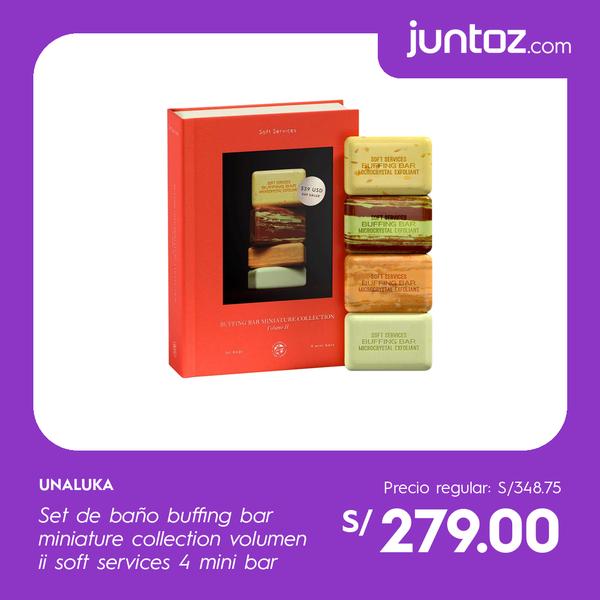 juntoz.com
Soft Services
SOFT SERVICES
BUFFING BAR
MICROCRYSTAL EXFOLIANT
$39 USD
BUFFING BAR MINIATURE COLLECTION
Volume II
4 mini bars
SOFT SERVICES
BUFFING BAR
MICROCRYSTAL EXFOLIANT
SOFT SERVICES
BUFFING BAR
MICROCRYSTAL EXFOLIANT
SOFT SERVICES
BUFFING BAR
MICROCRYSTAL EXFOLIANT
SOFT SERVICES
BUFFING BAR
MICROCRYSTAL EXFOLIANT
UNALUKA
Set de baño buffing bar
miniature collection volumen
ii soft services 4 mini bar
Precio regular: S/348.75
S/ 279.00